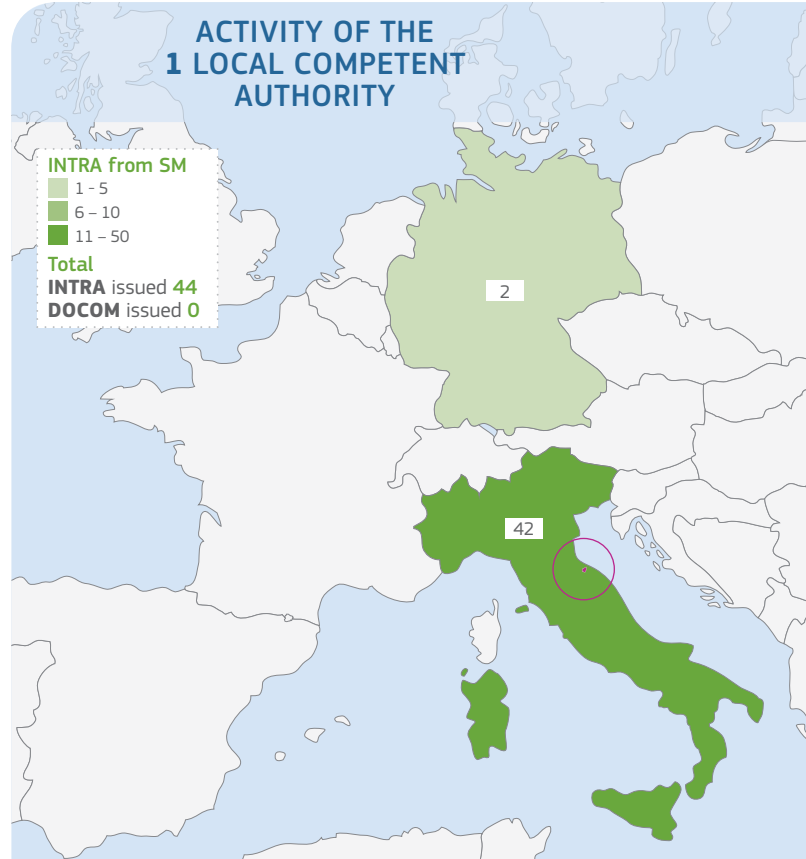 ACTIVITY OF THE
1 LOCAL COMPETENT
AUTHORITY
INTRA from SM
1 - 5
6 – 10
11 – 50
Total
INTRA issued 44
DOCOM issued 0
2
42